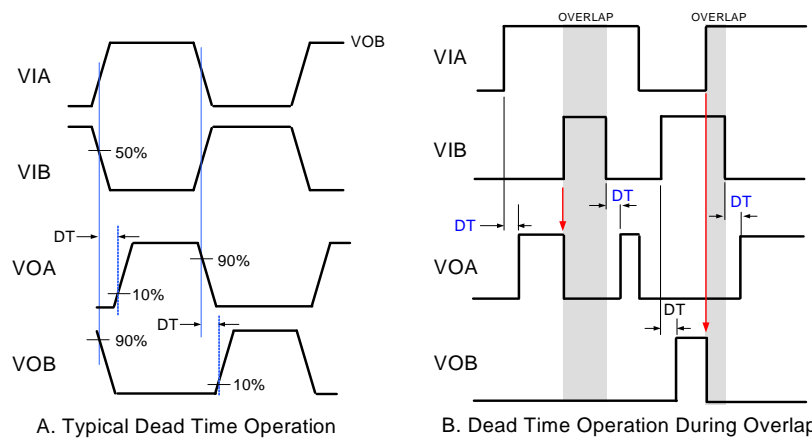 VOB
VIA
50%
VIB
DT
90%
VOA
10%
DT
90%
VOB
10%
A. Typical Dead Time Operation
OVERLAP
OVERLAP
VIA
VIB
DT
DT
DT
VOA
DT
VOB
B. Dead Time Operation During Overlap